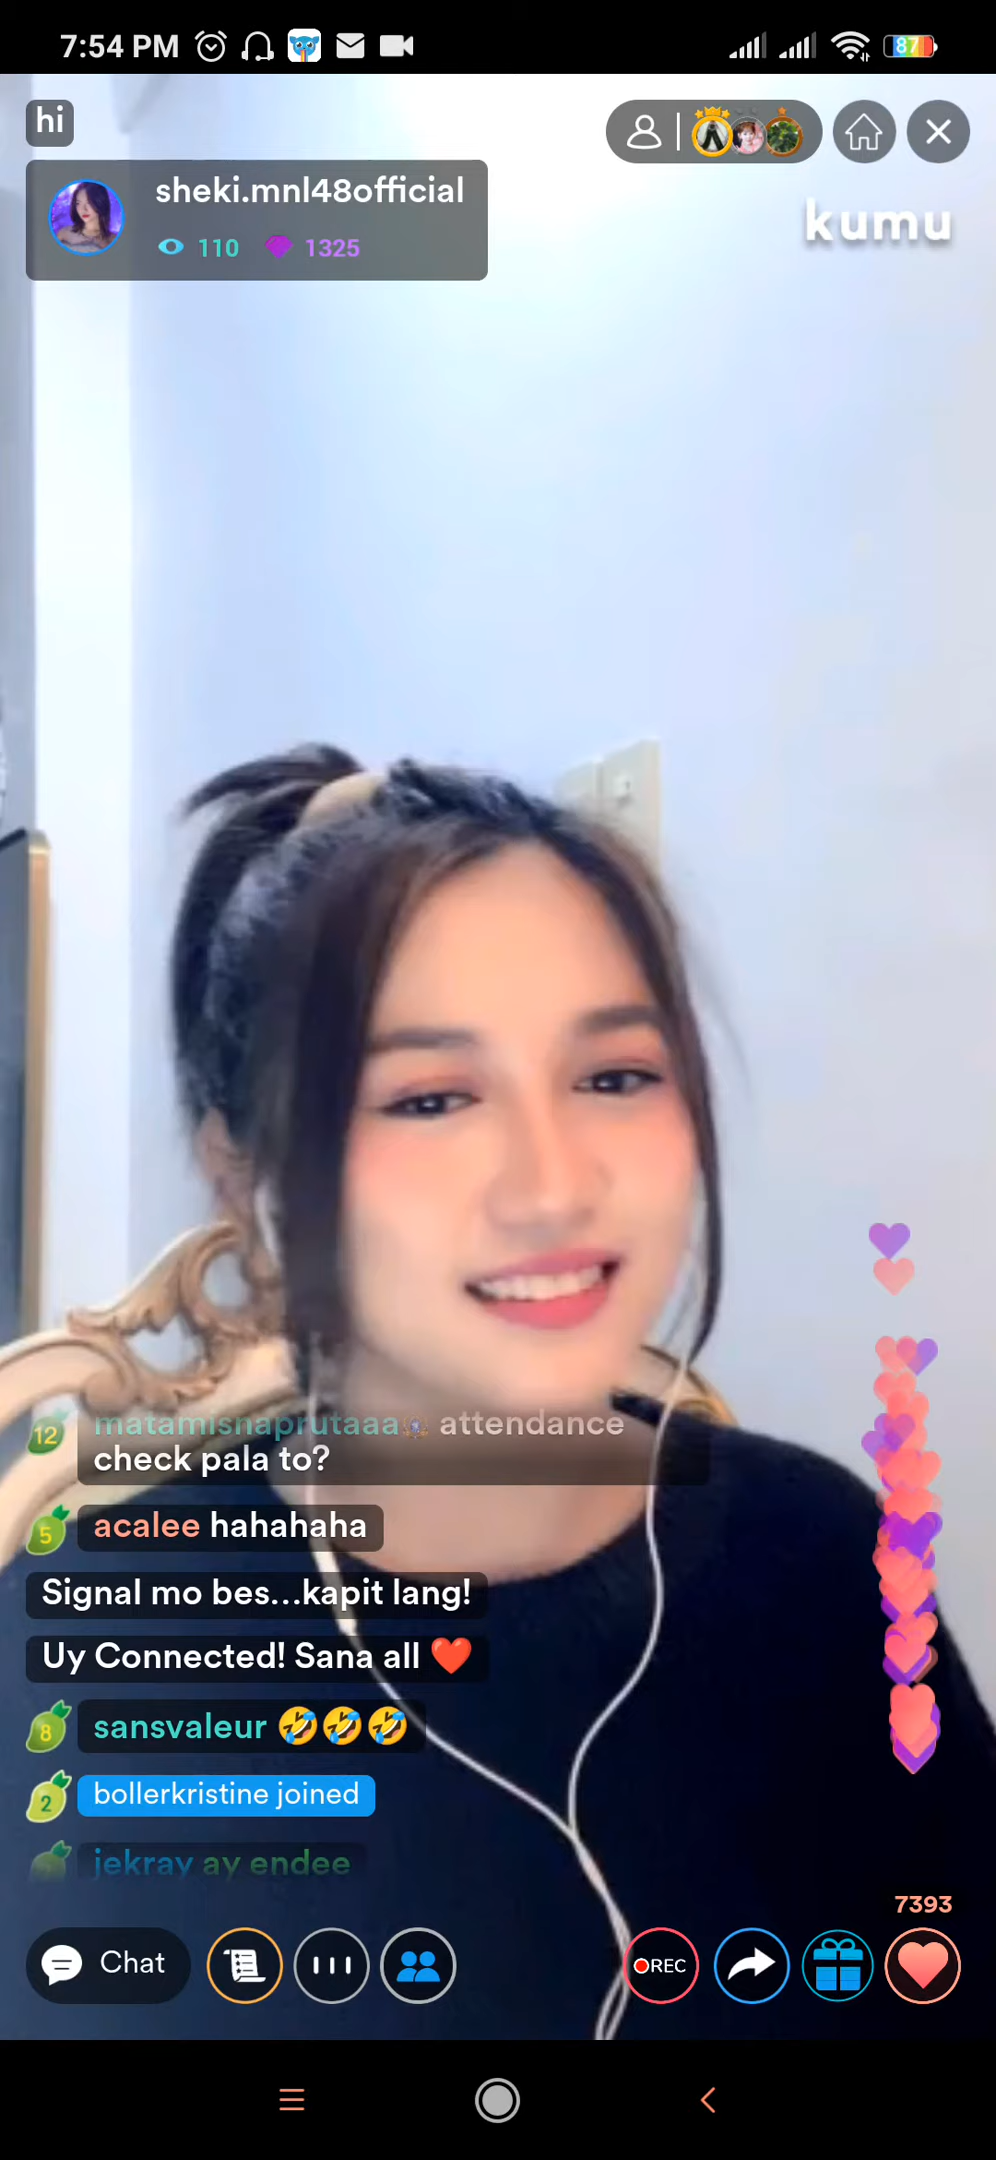 7:54 PM
87
hi
sheki.mnl48official
110 1325
kumu
12 matamisnaprutaaa attendance
check pala to?
5 acalee hahahaha
Signal mo bes...kapit lang!
Uy Connected! Sana all ❤️
8 sansvaleur 🤣🤣🤣
2 bollerkristine joined
jekray ay endee
7393
Chat
REC